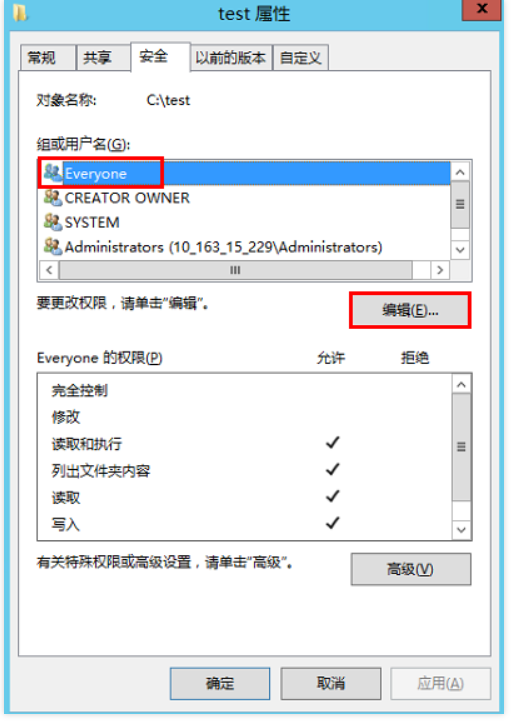 test 属性
常规 共享 安全 以前的版本 自定义
对象名称: C:\test
组或用户名(G):
Everyone
CREATOR OWNER
SYSTEM
Administrators (10_163_15_229\Administrators)
要更改权限，请单击“编辑”。
编辑(E)...
Everyone 的权限(P) 允许 拒绝
完全控制
修改
读取和执行
列出文件夹内容
读取
写入
有关特殊权限或高级设置，请单击“高级”。
高级(V)
确定 取消 应用(A)